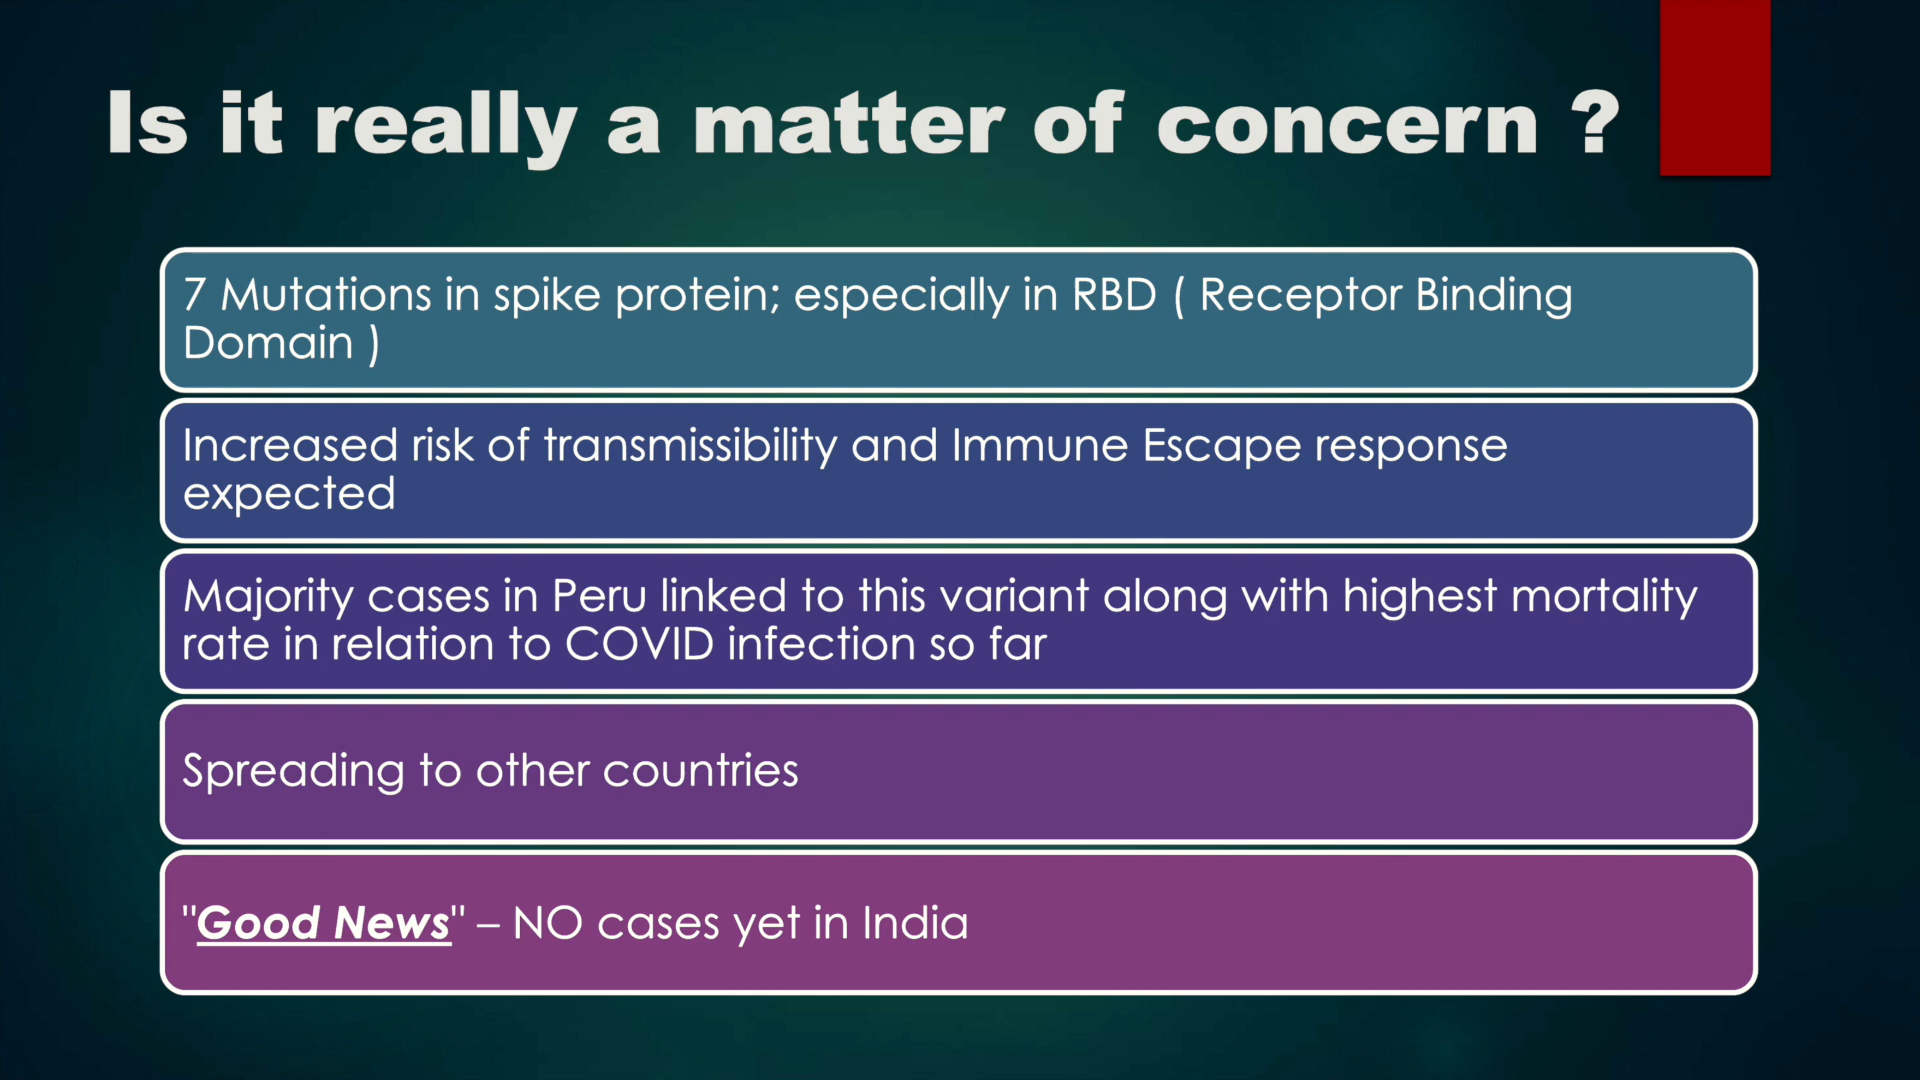 Is it really a matter of concern ?
7 Mutations in spike protein; especially in RBD ( Receptor Binding
Domain )
Increased risk of transmissibility and Immune Escape response
expected
Majority cases in Peru linked to this variant along with highest mortality
rate in relation to COVID infection so far
Spreading to other countries
"Good News" – NO cases yet in India